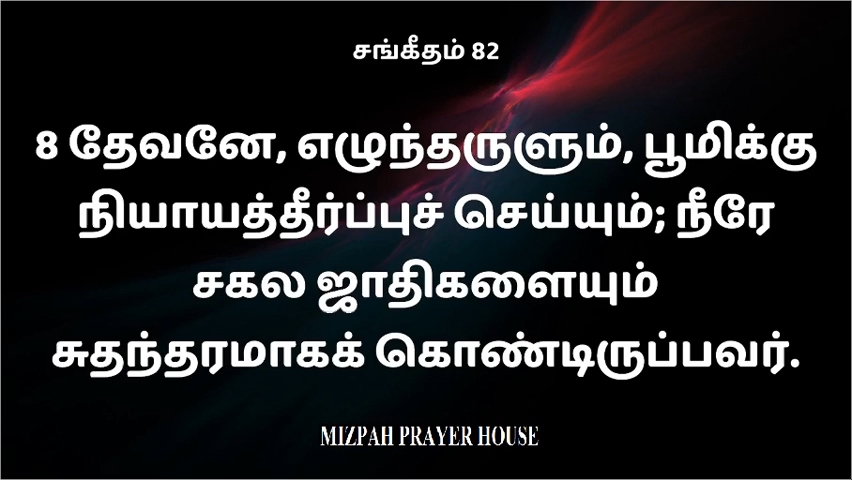 சங்கீதம் 82
8 தேவனே, எழுந்தருளும், பூமிக்கு
நியாயத்தீர்ப்புச் செய்யும்; நீரே
சகல ஜாதிகளையும்
சுதந்தரமாகக் கொண்டிருப்பவர்.
MIZPAH PRAYER HOUSE